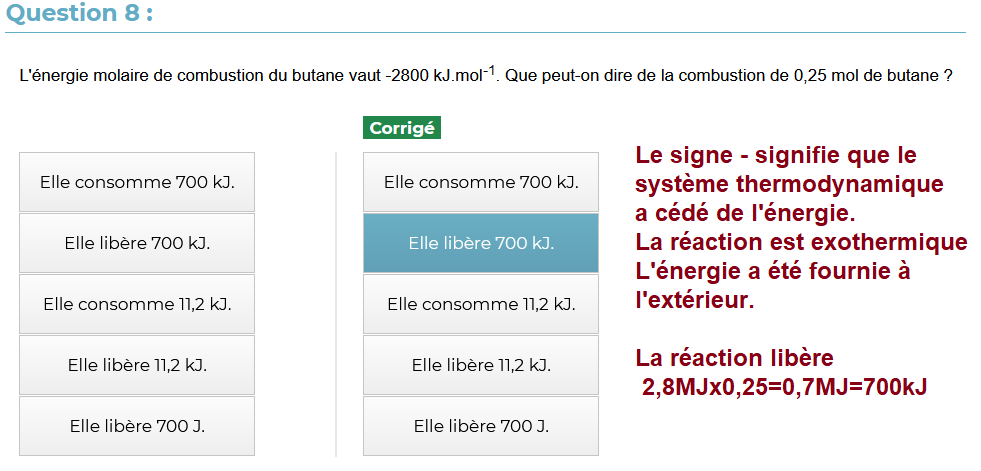 Question 8 :
L'énergie molaire de combustion du butane vaut -2800 kJ.mol⁻¹. Que peut-on dire de la combustion de 0,25 mol de butane ?
Corrigé
Elle consomme 700 kJ.
Elle libère 700 kJ.
Elle consomme 11,2 kJ.
Elle libère 11,2 kJ.
Elle libère 700 J.
Elle consomme 700 kJ.
Elle libère 700 kJ.
Elle consomme 11,2 kJ.
Elle libère 11,2 kJ.
Elle libère 700 J.
Le signe - signifie que le
système thermodynamique
a cédé de l'énergie.
La réaction est exothermique
L'énergie a été fournie à
l'extérieur.
La réaction libère
2,8MJx0,25=0,7MJ=700kJ